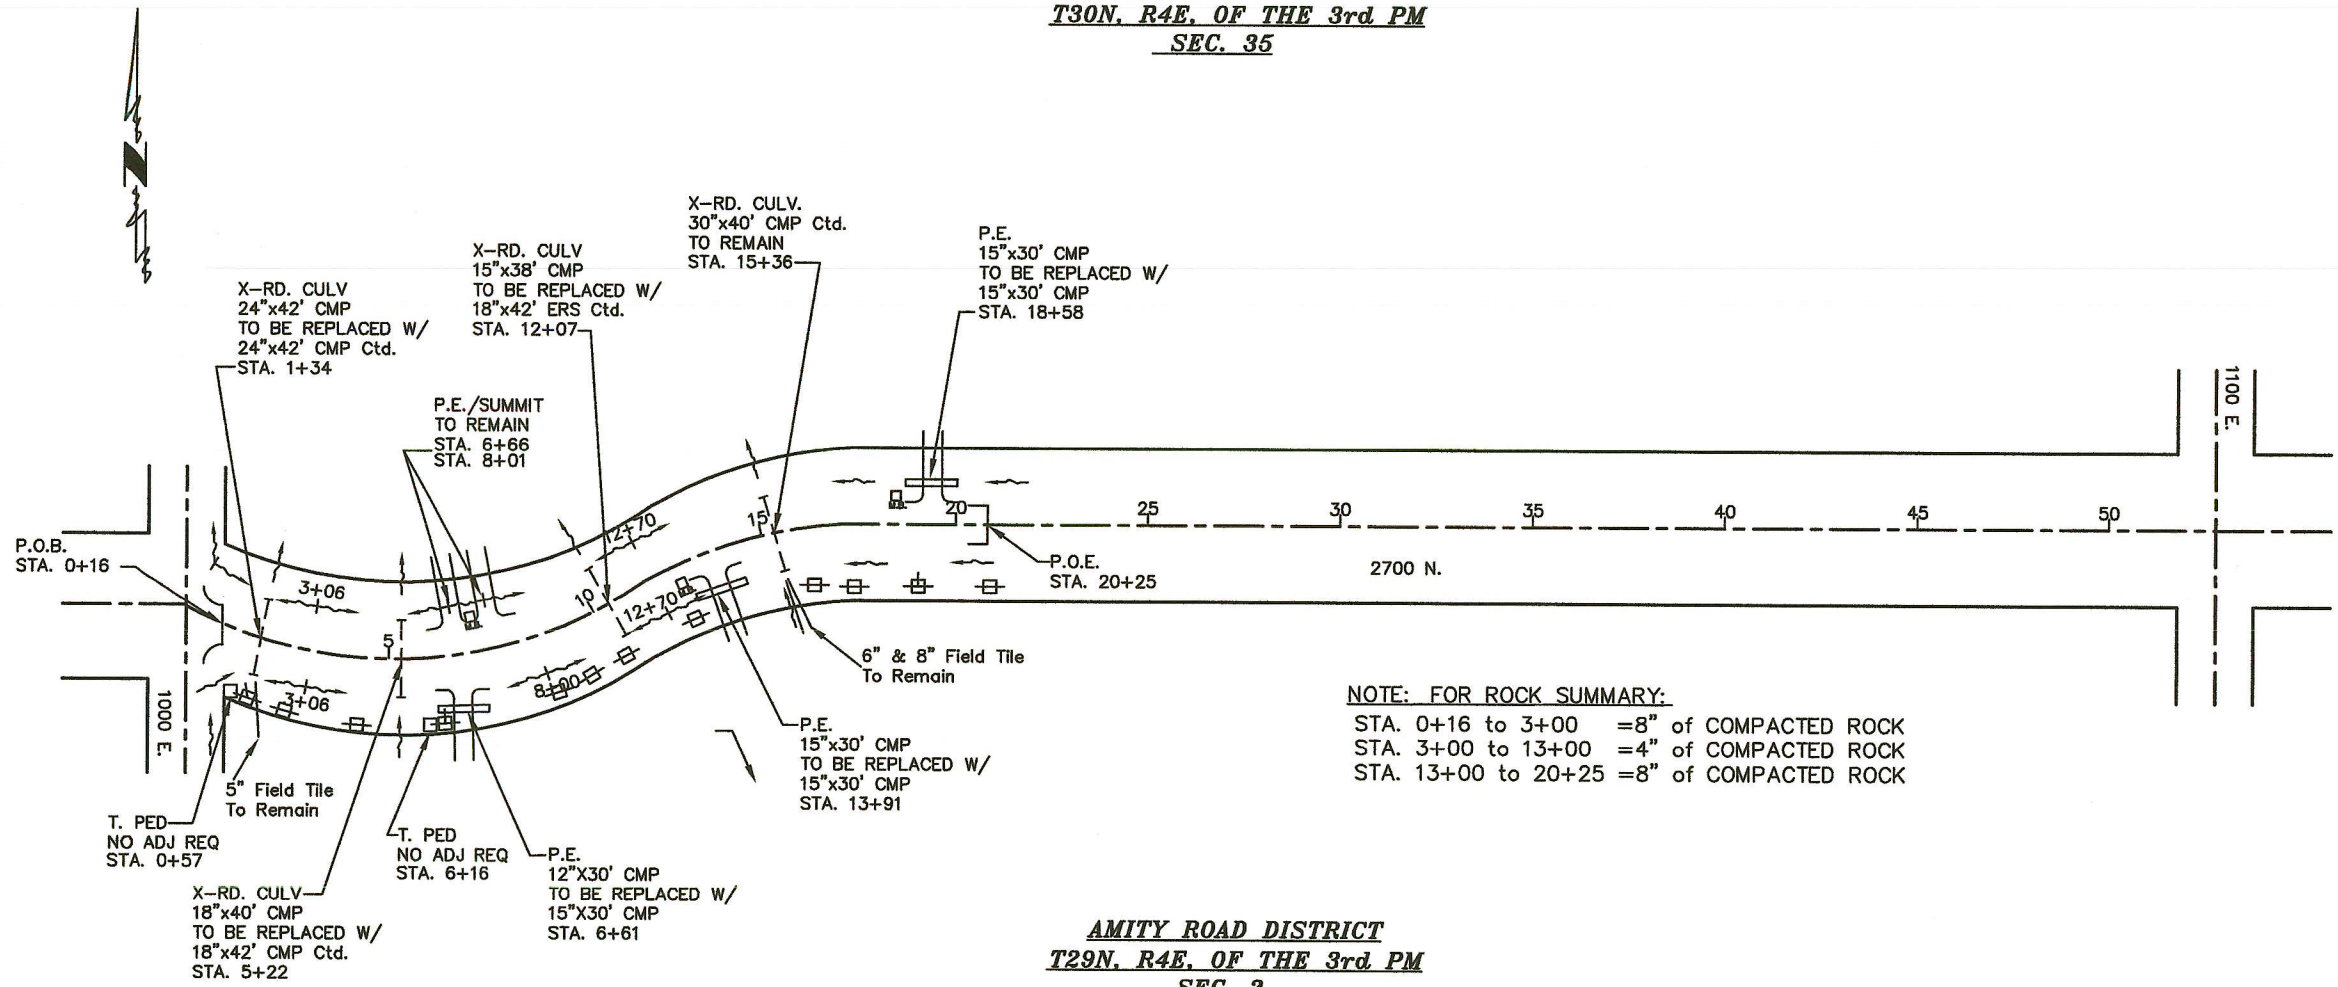 T30N, R4E, OF THE 3rd PM
SEC. 35
N
X-RD. CULV.
30"x40' CMP Ctd.
TO REMAIN
STA. 15+36
P.E.
15"x30' CMP
TO BE REPLACED W/
15"x30' CMP
STA. 18+58
X-RD. CULV
15"x38' CMP
TO BE REPLACED W/
18"x42' ERS Ctd.
STA. 12+07
X-RD. CULV
24"x42' CMP
TO BE REPLACED W/
24"x42' CMP Ctd.
STA. 1+34
P.E./SUMMIT
TO REMAIN
STA. 6+66
STA. 8+01
1100 E.
P.O.B.
STA. 0+16
3+06
2+70
5
10
15
20
25
30
35
40
45
50
12+70
2700 N.
P.O.E.
STA. 20+25
3+06
8+00
6" & 8" Field Tile
To Remain
1000 E.
5" Field Tile
To Remain
NOTE: FOR ROCK SUMMARY:
STA. 0+16 to 3+00 =8" of COMPACTED ROCK
STA. 3+00 to 13+00 =4" of COMPACTED ROCK
STA. 13+00 to 20+25 =8" of COMPACTED ROCK
P.E.
15"x30' CMP
TO BE REPLACED W/
15"x30' CMP
STA. 13+91
T. PED
NO ADJ REQ
STA. 0+57
T. PED
NO ADJ REQ
STA. 6+16
P.E.
12"X30' CMP
TO BE REPLACED W/
15"X30' CMP
STA. 6+61
X-RD. CULV
18"x40' CMP
TO BE REPLACED W/
18"x42' CMP Ctd.
STA. 5+22
AMITY ROAD DISTRICT
T29N, R4E, OF THE 3rd PM
SEC.